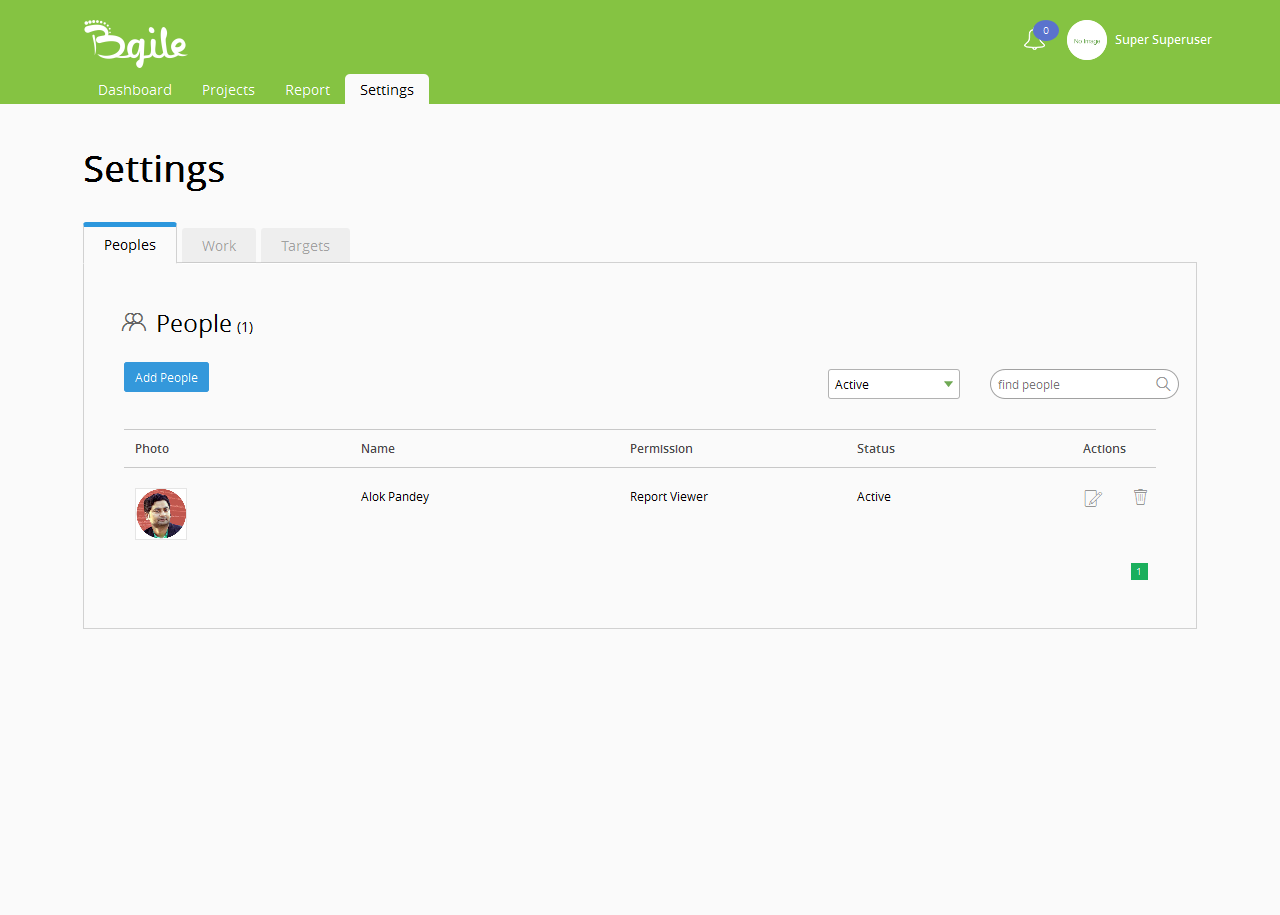 Bgile
0
No Image
Super Superuser
Dashboard Projects Report Settings
Settings
Peoples Work Targets
People (1)
Add People
Active
find people
Photo Name Permission Status Actions
Alok Pandey Report Viewer Active
1